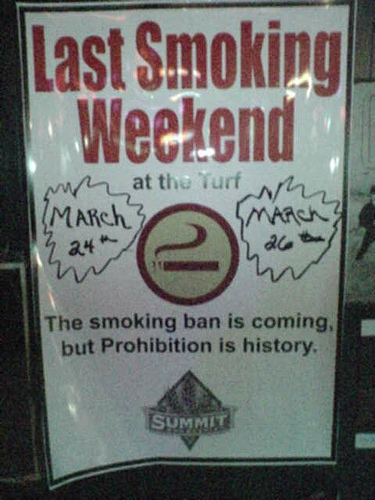 Last Smoking
Weekend
at the Turf
MARCh
24th
MARCH
26th
The smoking ban is coming,
but Prohibition is history.
SUMMIT